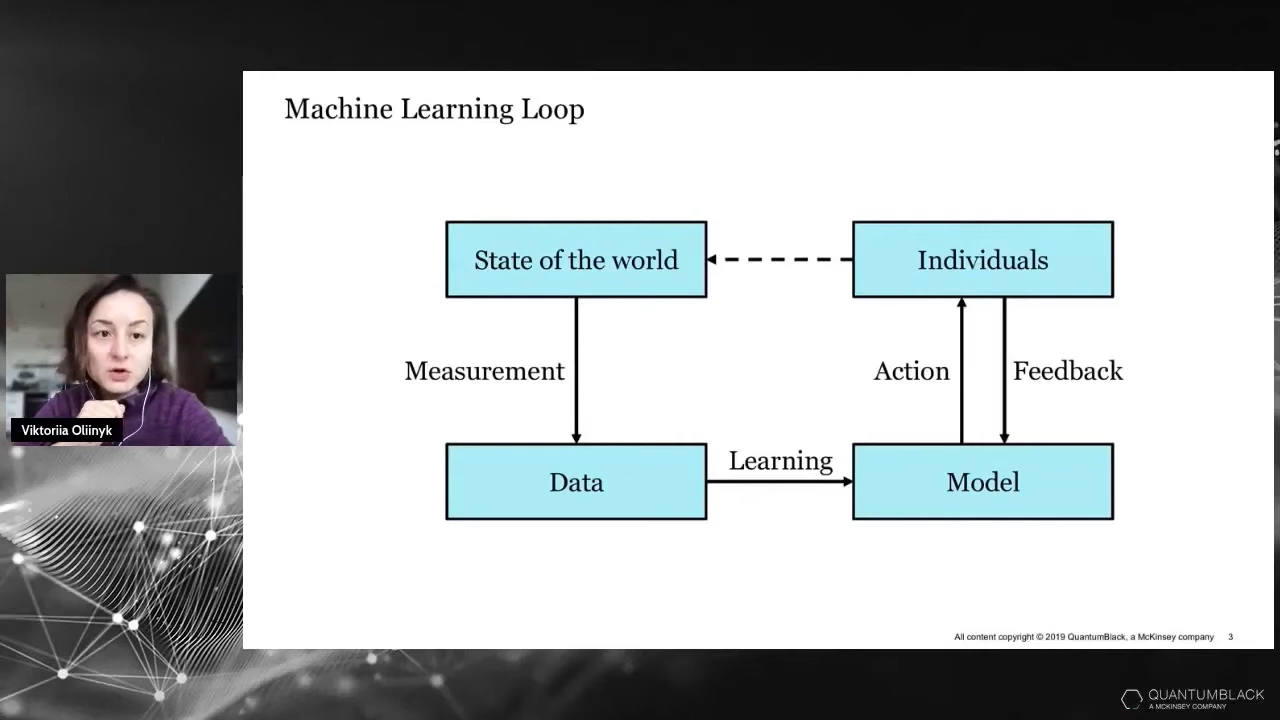 Machine Learning Loop
State of the world
Individuals
Measurement
Action
Feedback
Learning
Data
Model
Viktoriia Oliinyk
All content copyright © 2019 QuantumBlack, a McKinsey company 3
QUANTUMBLACK
A MCKINSEY COMPANY